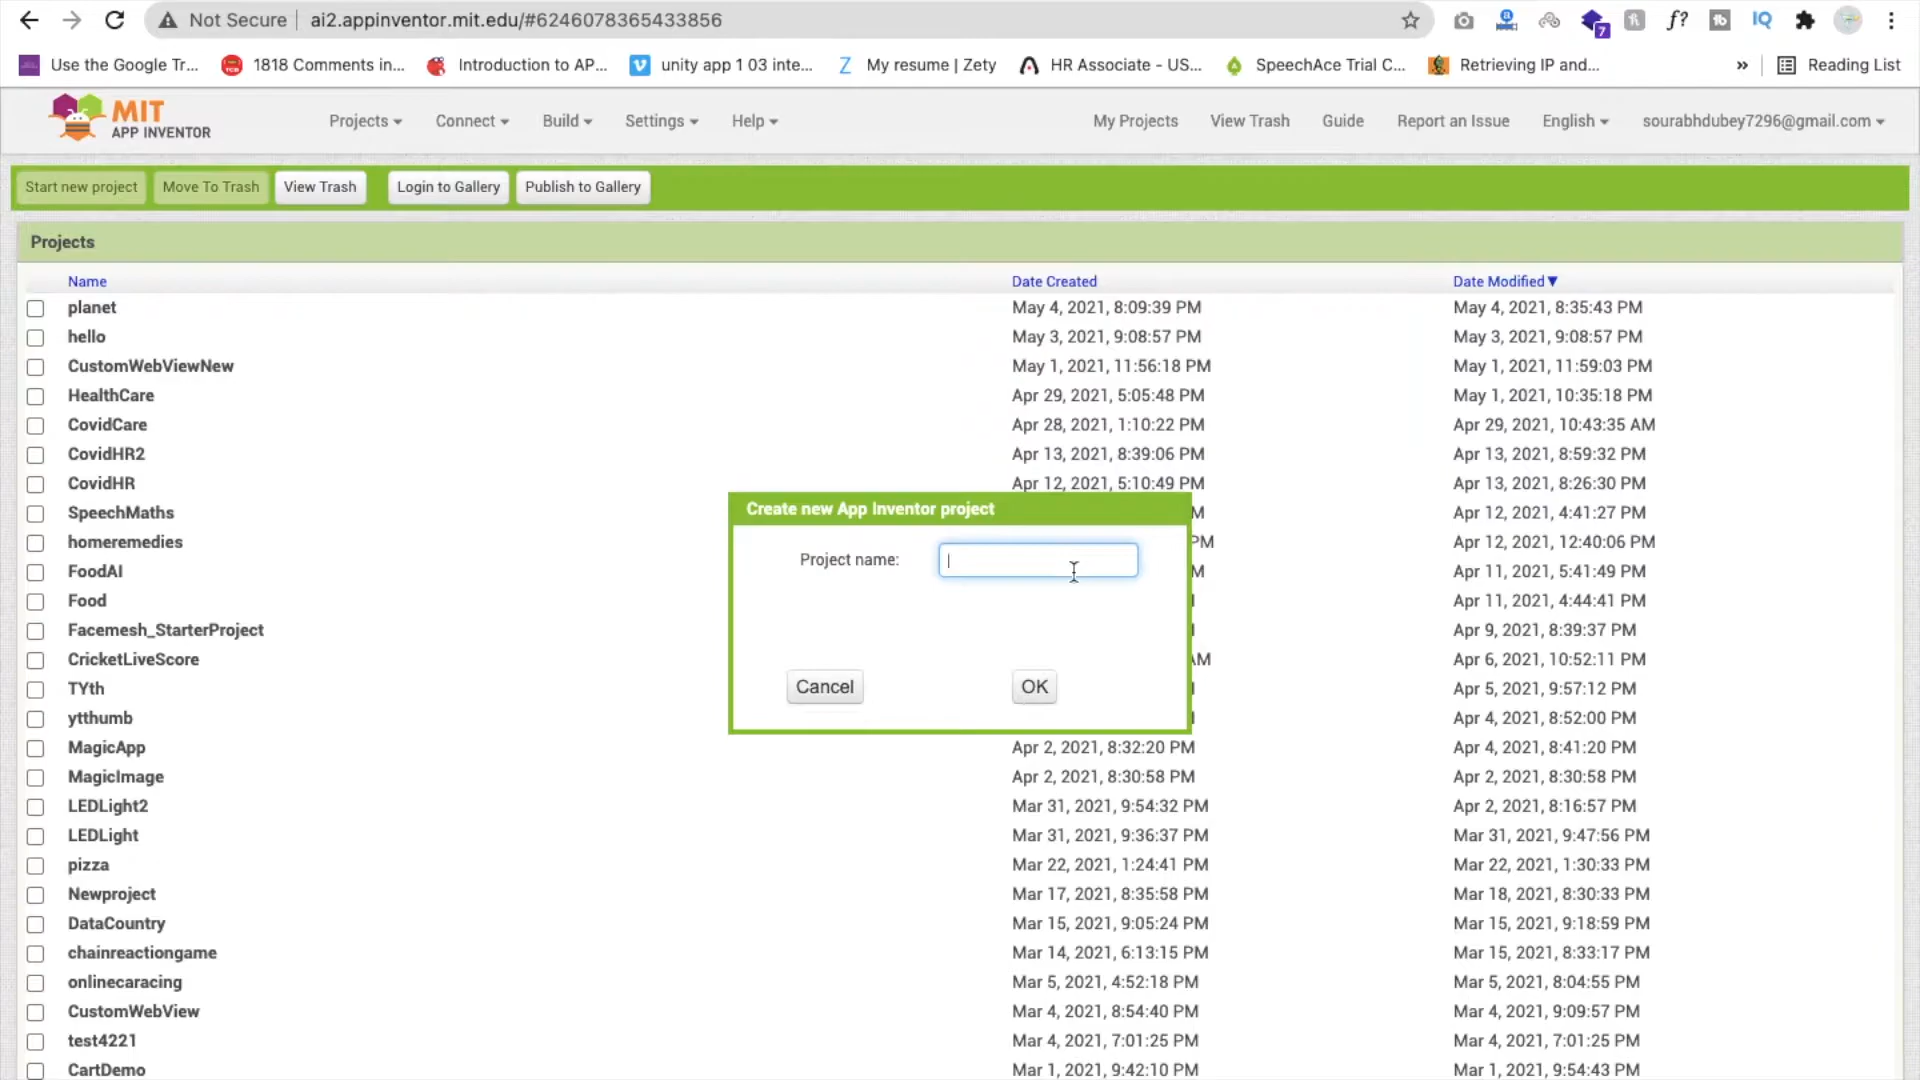 Not Secure ai2.appinventor.mit.edu/#6246078365433856
7 f?  IQ
Use the Google Tr... 1818 Comments in... Introduction to AP... unity app 1 03 inte... My resume | Zety HR Associate - US... SpeechAce Trial C... Retrieving IP and... » Reading List
MIT
APP INVENTOR
Projects Connect Build Settings Help My Projects View Trash Guide Report an Issue English sourabhdubey7296@gmail.com
Start new project Move To Trash View Trash Login to Gallery Publish to Gallery
Projects
Name Date Created Date Modified▼
planet May 4, 2021, 8:09:39 PM May 4, 2021, 8:35:43 PM
hello May 3, 2021, 9:08:57 PM May 3, 2021, 9:08:57 PM
CustomWebViewNew May 1, 2021, 11:56:18 PM May 1, 2021, 11:59:03 PM
HealthCare Apr 29, 2021, 5:05:48 PM May 1, 2021, 10:35:18 PM
CovidCare Apr 28, 2021, 1:10:22 PM Apr 29, 2021, 10:43:35 AM
CovidHR2 Apr 13, 2021, 8:39:06 PM Apr 13, 2021, 8:59:32 PM
CovidHR Apr 12, 2021, 5:10:49 PM Apr 13, 2021, 8:26:30 PM
Create new App Inventor project
SpeechMaths Apr 12, 2021, 4:41:27 PM
homeremedies PM Apr 12, 2021, 12:40:06 PM
Project name:
FoodAI Apr 11, 2021, 5:41:49 PM
Food Apr 11, 2021, 4:44:41 PM
Facemesh_StarterProject Apr 9, 2021, 8:39:37 PM
CricketLiveScore AM Apr 6, 2021, 10:52:11 PM
Cancel OK
TYth Apr 5, 2021, 9:57:12 PM
ytthumb Apr 4, 2021, 8:52:00 PM
MagicApp Apr 2, 2021, 8:32:20 PM Apr 4, 2021, 8:41:20 PM
MagicImage Apr 2, 2021, 8:30:58 PM Apr 2, 2021, 8:30:58 PM
LEDLight2 Mar 31, 2021, 9:54:32 PM Apr 2, 2021, 8:16:57 PM
LEDLight Mar 31, 2021, 9:36:37 PM Mar 31, 2021, 9:47:56 PM
pizza Mar 22, 2021, 1:24:41 PM Mar 22, 2021, 1:30:33 PM
Newproject Mar 17, 2021, 8:35:58 PM Mar 18, 2021, 8:30:33 PM
DataCountry Mar 15, 2021, 9:05:24 PM Mar 15, 2021, 9:18:59 PM
chainreactiongame Mar 14, 2021, 6:13:15 PM Mar 15, 2021, 8:33:17 PM
onlinecaracing Mar 5, 2021, 4:52:18 PM Mar 5, 2021, 8:04:55 PM
CustomWebView Mar 4, 2021, 8:54:40 PM Mar 4, 2021, 9:09:57 PM
test4221 Mar 4, 2021, 7:01:25 PM Mar 4, 2021, 7:01:25 PM
CartDemo Mar 1, 2021, 9:42:10 PM Mar 1, 2021, 9:54:43 PM